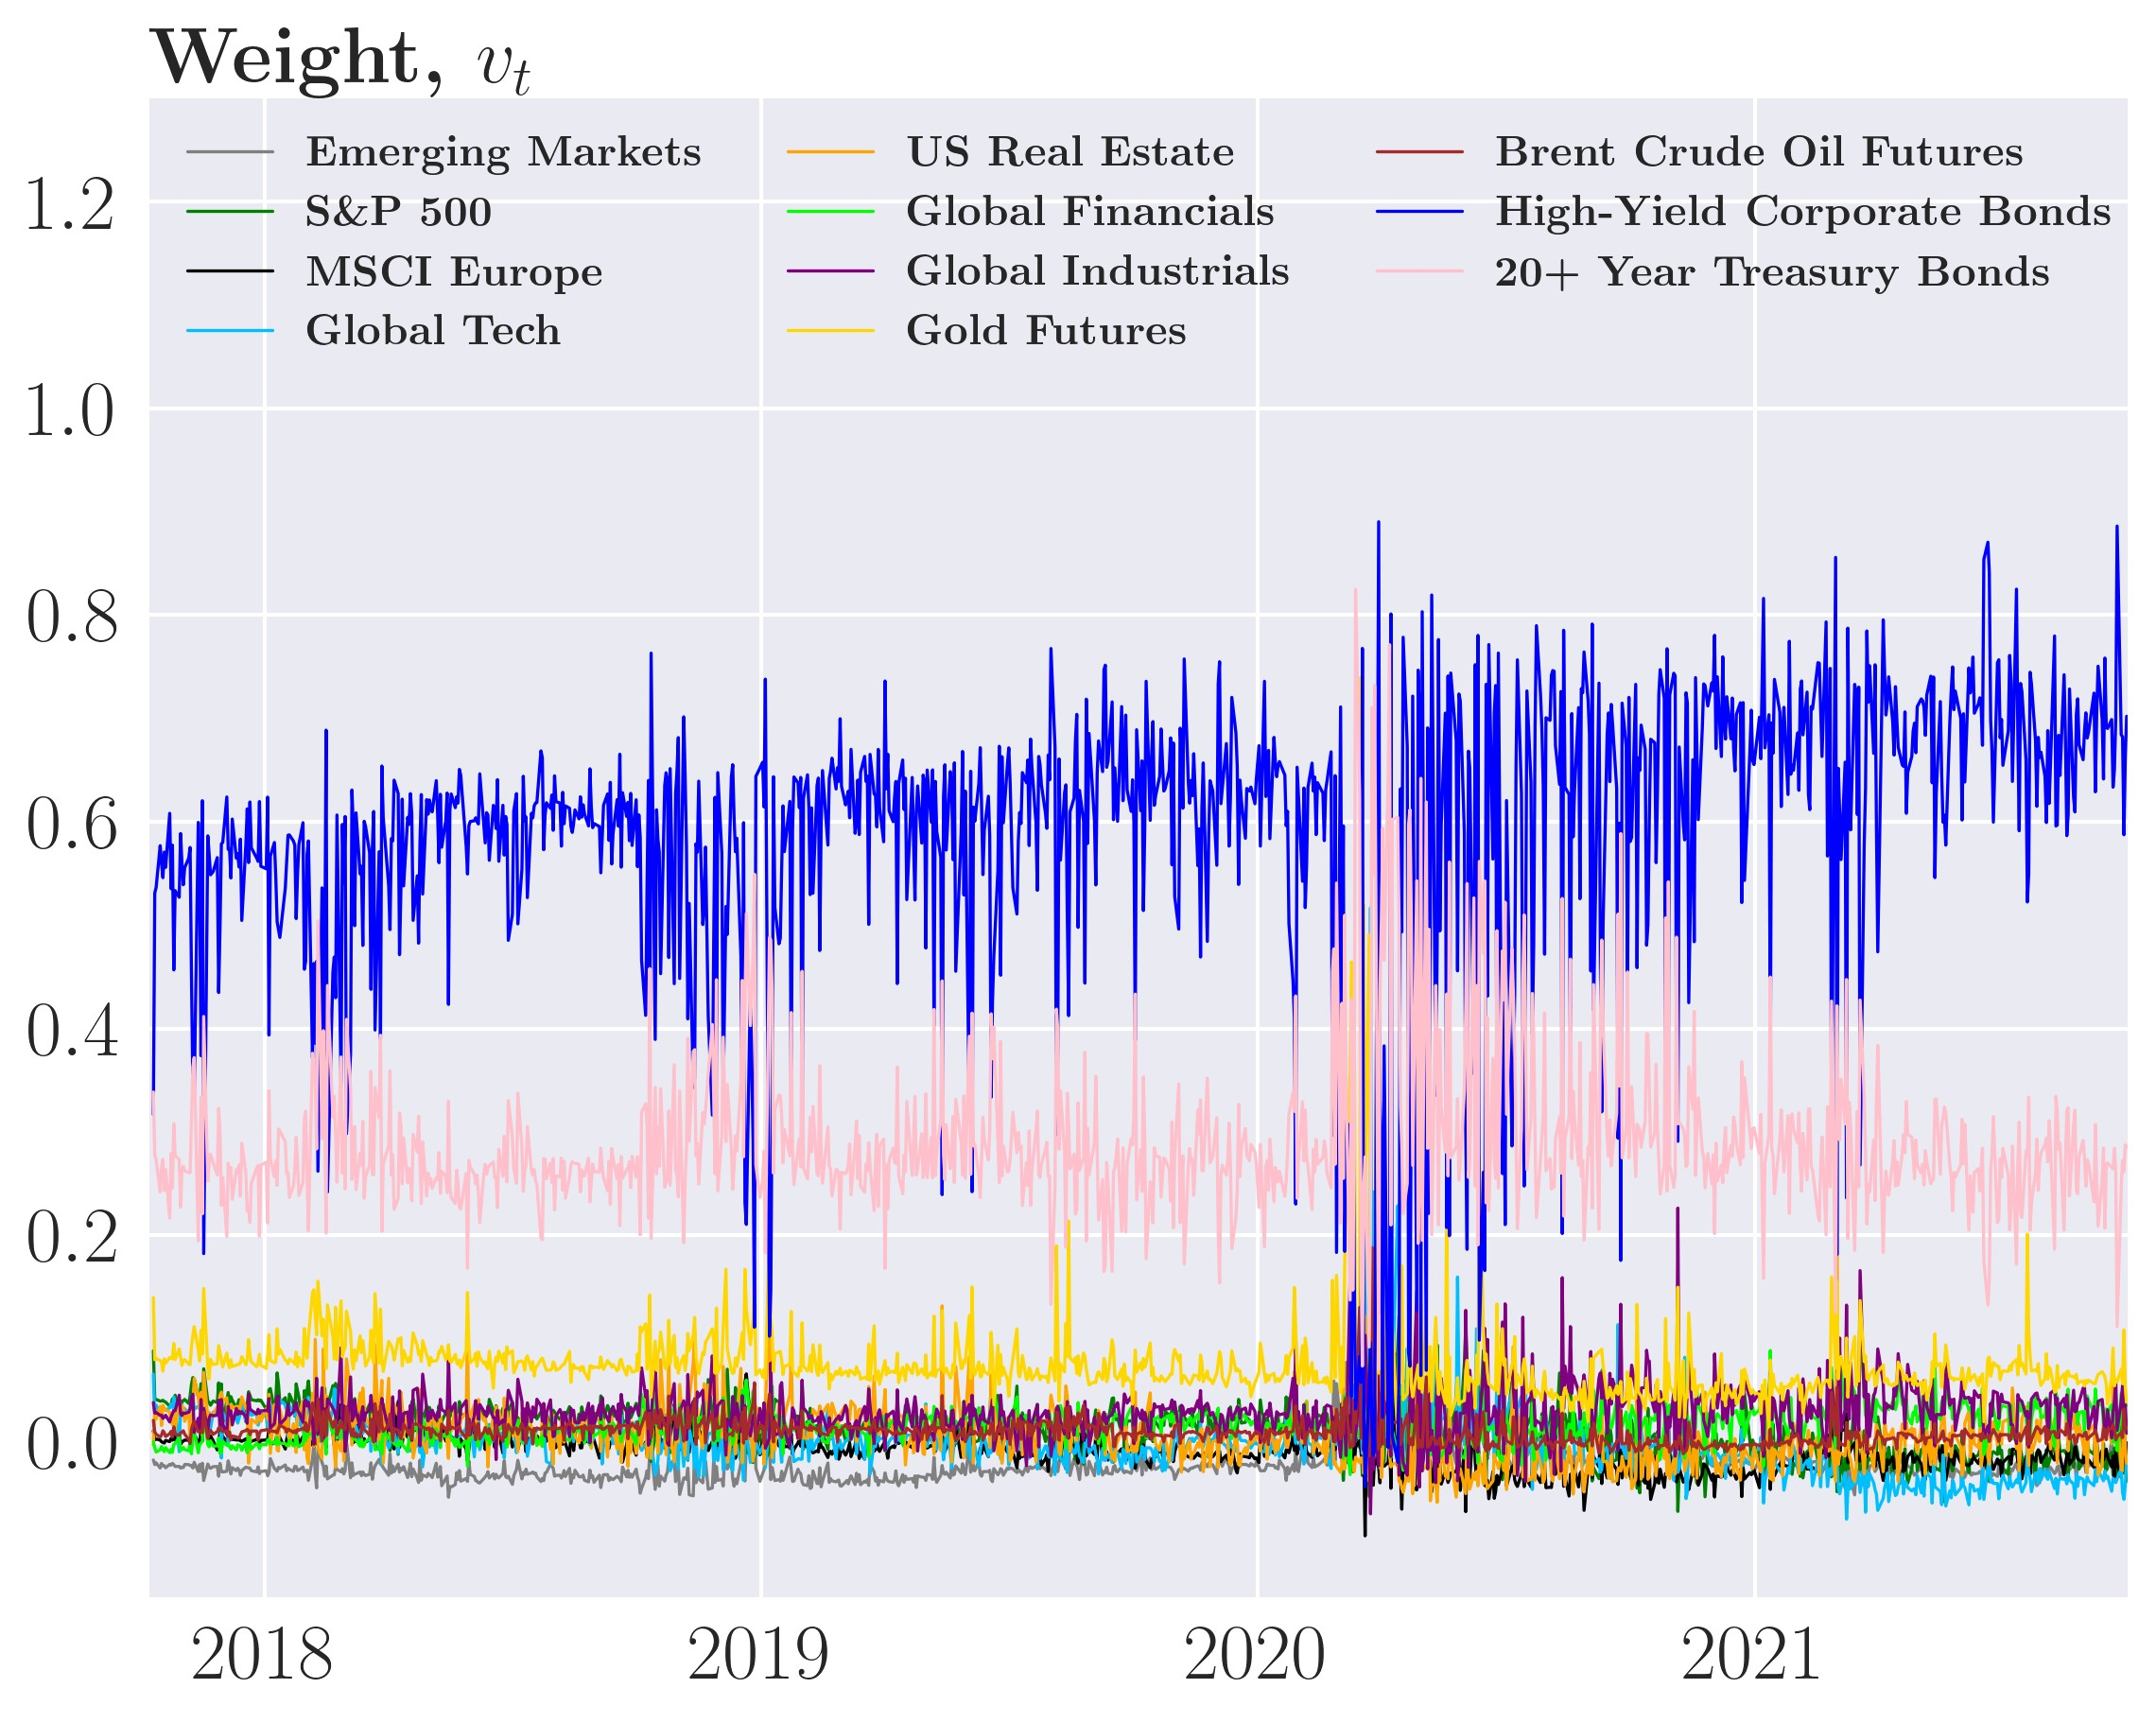 Weight, v_t
Emerging Markets
S&P 500
MSCI Europe
Global Tech
US Real Estate
Global Financials
Global Industrials
Gold Futures
Brent Crude Oil Futures
High-Yield Corporate Bonds
20+ Year Treasury Bonds
1.2
1.0
0.8
0.6
0.4
0.2
0.0
2018 2019 2020 2021